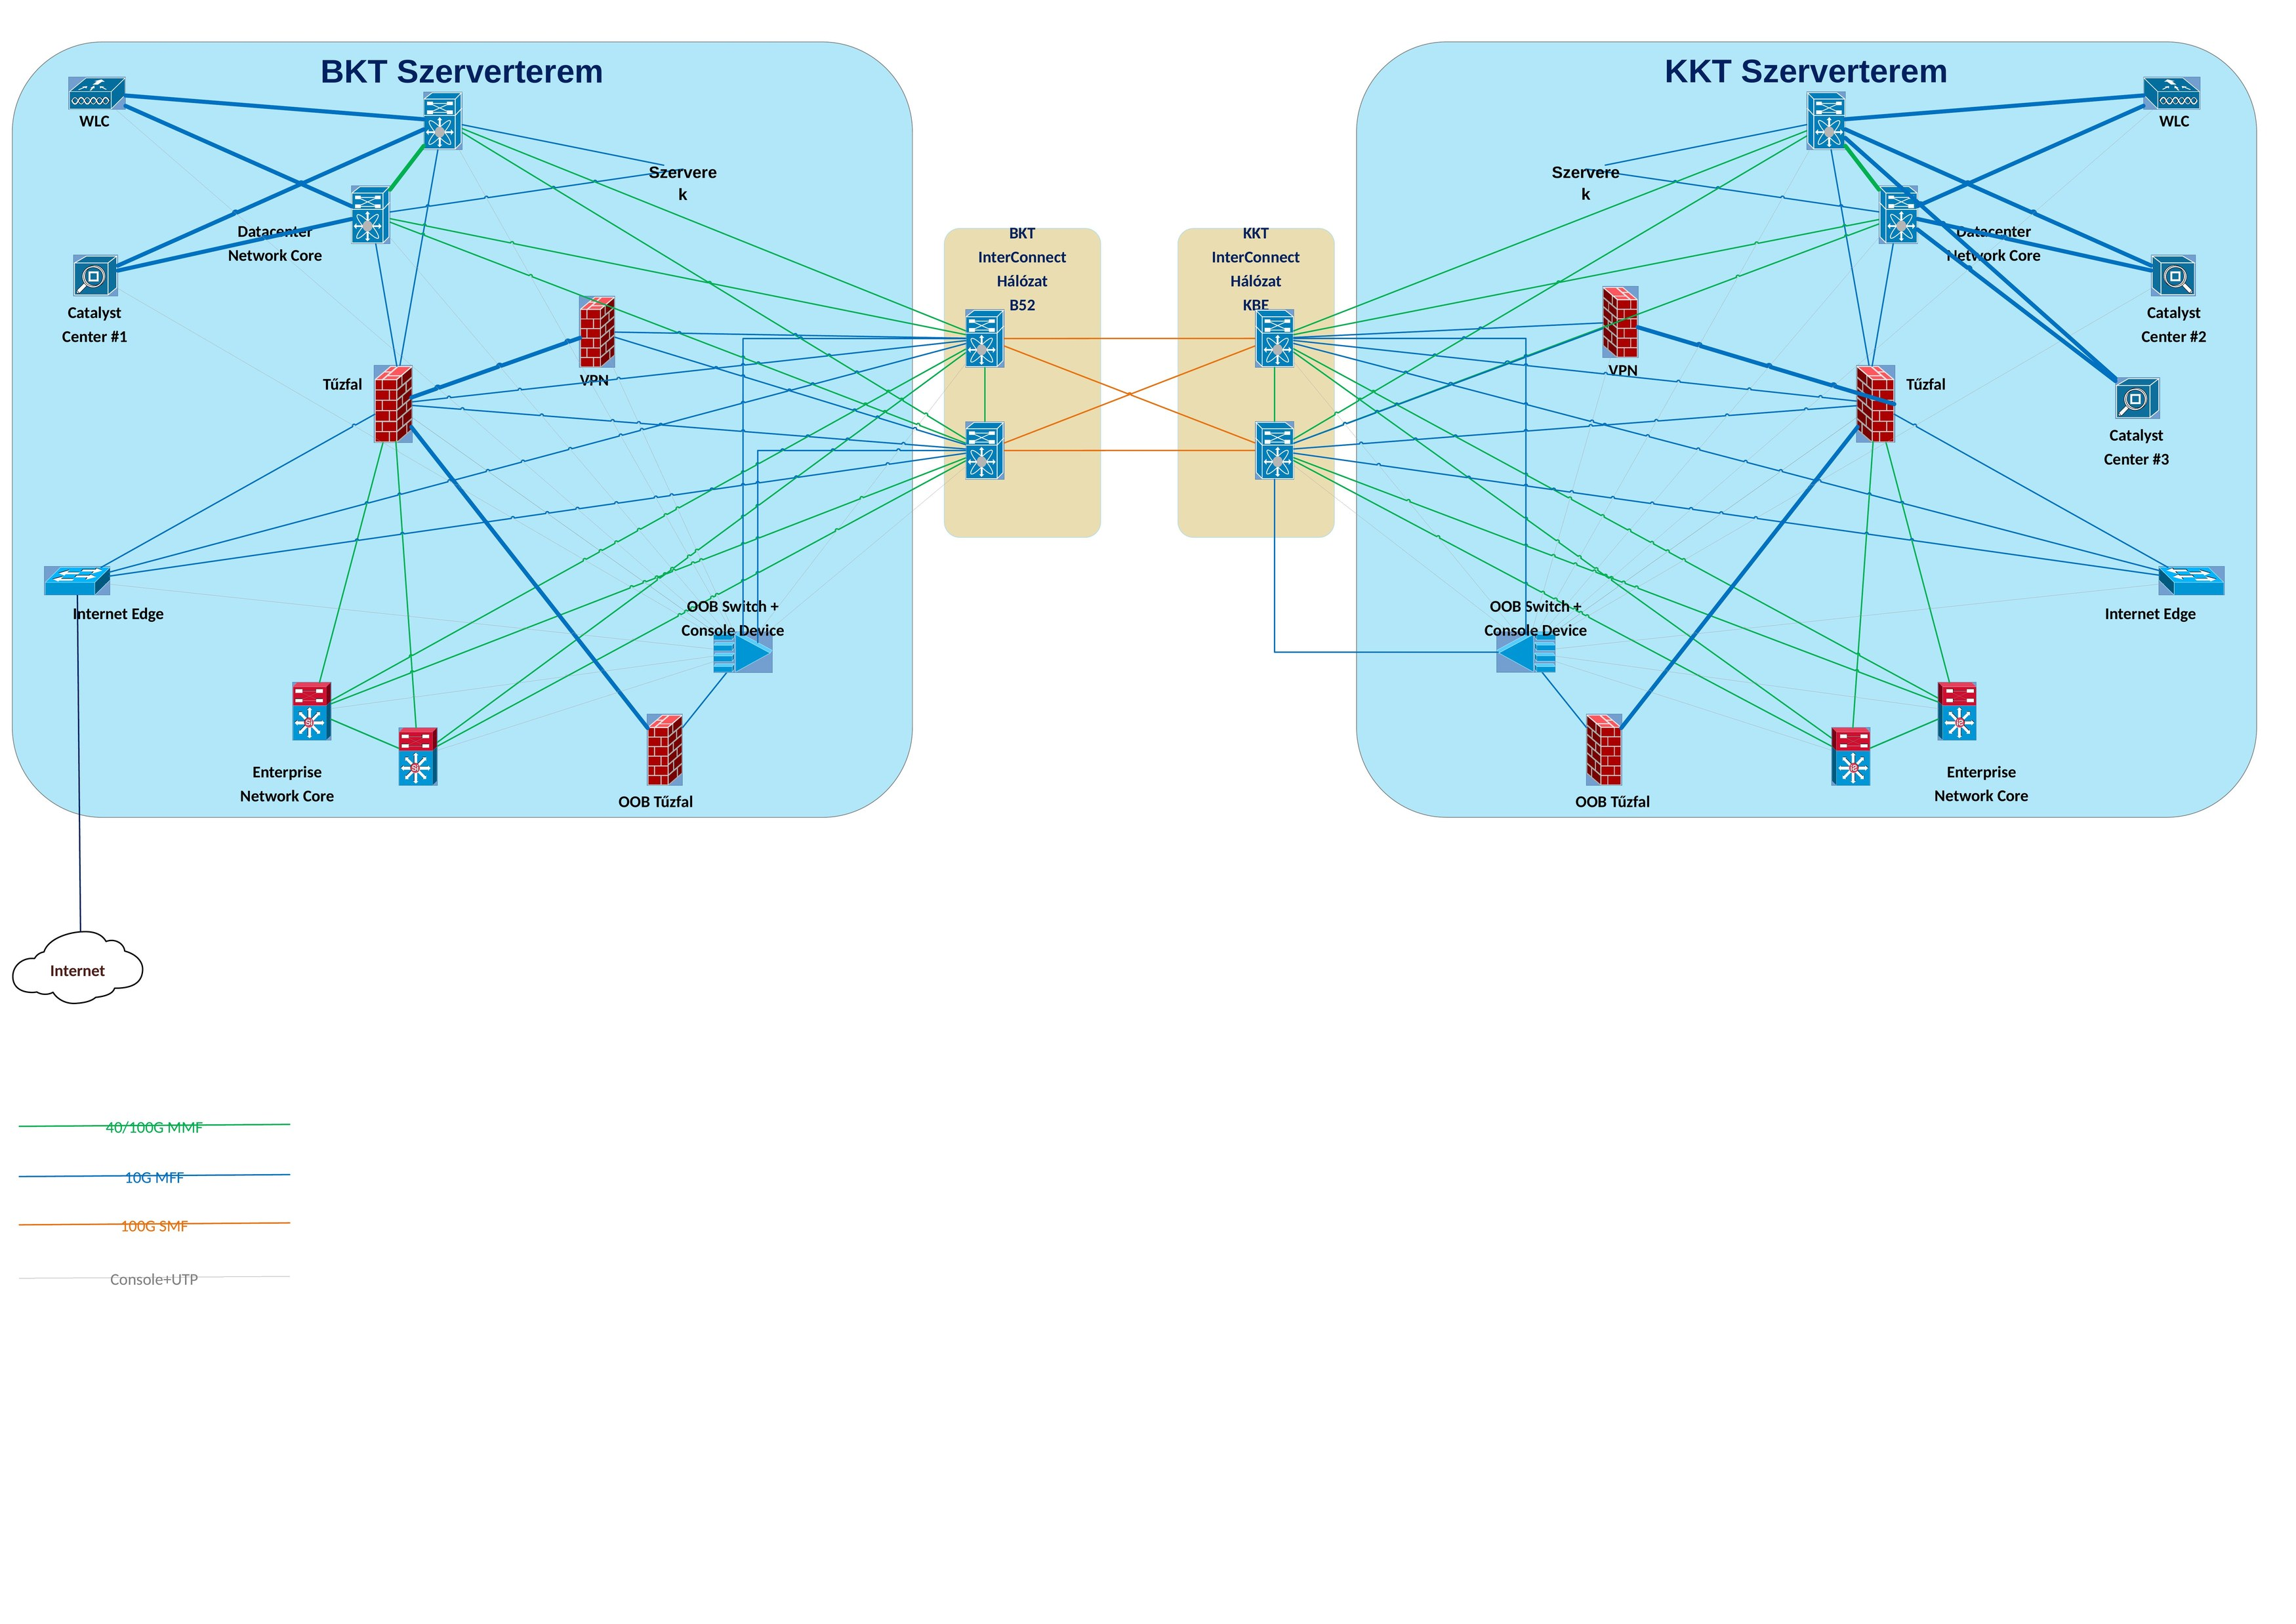 BKT Szerverterem
WLC
Szervere
k
Datacenter
Network Core
Catalyst
Center #1
VPN
Tűzfal
Internet Edge
OOB Switch +
Console Device
Enterprise
Network Core
OOB Tűzfal
BKT
InterConnect
Hálózat
B52
KKT
InterConnect
Hálózat
KBF
KKT Szerverterem
WLC
Szervere
k
Datacenter
Network Core
Catalyst
Center #2
VPN
Tűzfal
Catalyst
Center #3
OOB Switch +
Console Device
Internet Edge
Enterprise
Network Core
OOB Tűzfal
Internet
40/100G MMF
10G MFF
100G SMF
Console+UTP